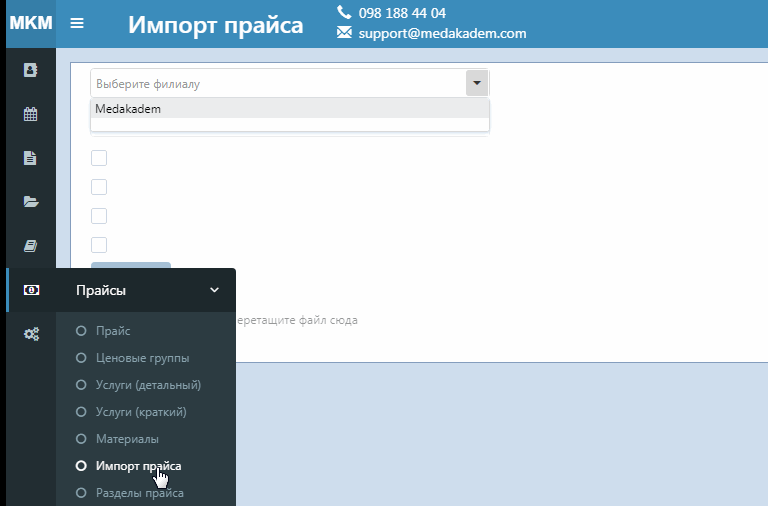 МКМ
Импорт прайса
098 188 44 04
support@medakadem.com
Выберите филиалу
Medakadem
Прайсы
еретащите файл сюда
Прайс
Ценовые группы
Услуги (детальный)
Услуги (краткий)
Материалы
Импорт прайса
Разделы прайса